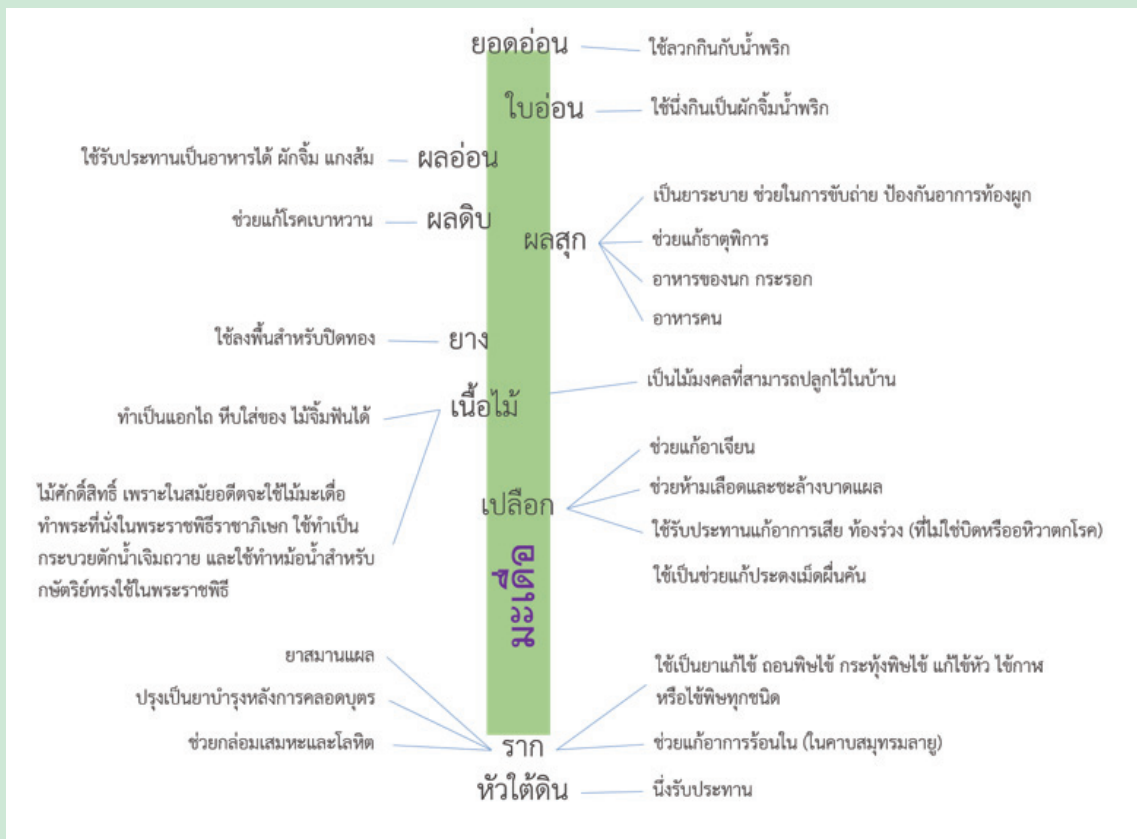 ยอดอ่อน
ใช้ลวกกินกับน้ำพริก
ใบอ่อน
ใช้นึ่งกินเป็นผักจิ้มน้ำพริก
ใช้รับประทานเป็นอาหารได้ ผักจิ้ม แกงส้ม
ผลอ่อน
ช่วยแก้โรคเบาหวาน
ผลดิบ
ผลสุก
เป็นยาระบาย ช่วยในการขับถ่าย ป้องกันอาการท้องผูก
ช่วยแก้ธาตุพิการ
อาหารของนก กระรอก
อาหารคน
ใช้ลงพื้นสำหรับปิดทอง
ยาง
เนื้อไม้
เป็นไม้มงคลที่สามารถปลูกไว้ในบ้าน
ทำเป็นแอกไถ หีบใส่ของ ไม้จิ้มฟันได้
ไม้ศักดิ์สิทธิ์ เพราะในสมัยอดีตจะใช้ไม้มะเดื่อ
ทำพระที่นั่งในพระราชพิธีราชาภิเษก ใช้ทำเป็น
กระบวยตักน้ำเจิมถวาย และใช้ทำหม้อน้ำสำหรับ
กษัตริย์ทรงใช้ในพระราชพิธี
เปลือก
ช่วยแก้อาเจียน
ช่วยห้ามเลือดและชะล้างบาดแผล
ใช้รับประทานแก้อาการเสีย ท้องร่วง (ที่ไม่ใช่บิดหรืออหิวาตกโรค)
ใช้เป็นช่วยแก้ประดงเม็ดผื่นคัน
มะเดื่อ
ยาสมานแผล
ปรุงเป็นยาบำรุงหลังการคลอดบุตร
ช่วยกล่อมเสมหะและโลหิต
ราก
ใช้เป็นยาแก้ไข้ ถอนพิษไข้ กระทุ้งพิษไข้ แก้ไข้หัว ไข้กาฬ
หรือไข้พิษทุกชนิด
ช่วยแก้อาการร้อนใน (ในคาบสมุทรมลายู)
หัวใต้ดิน
นึ่งรับประทาน